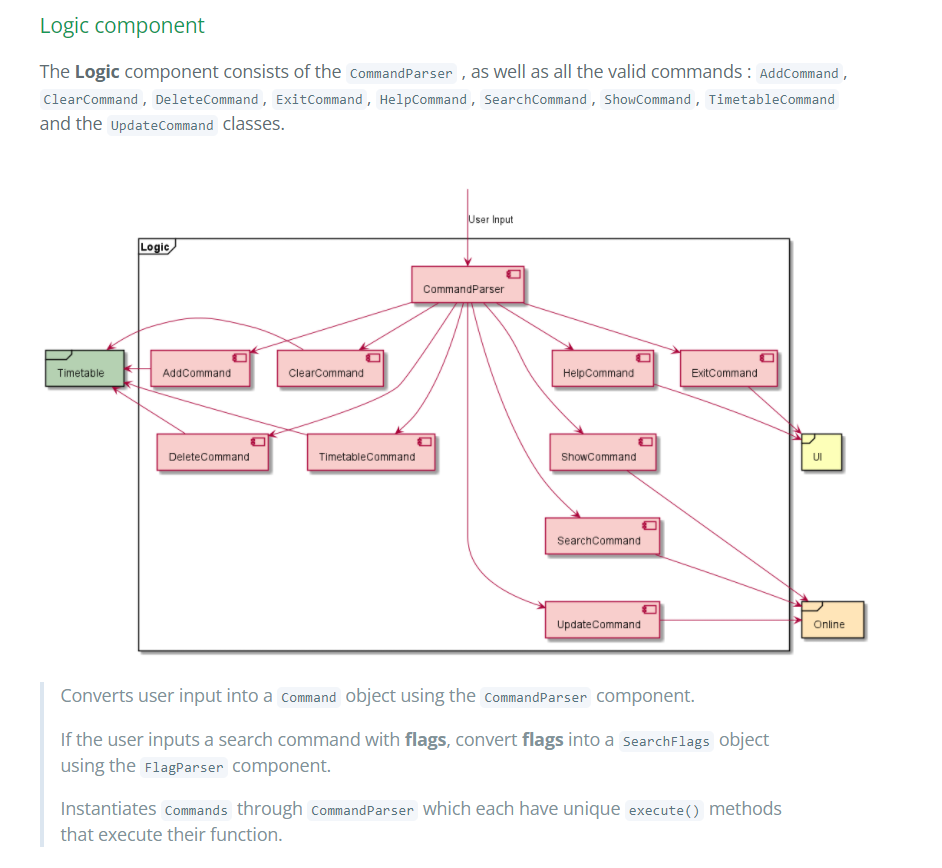 Logic component
The Logic component consists of the CommandParser , as well as all the valid commands : AddCommand ,
ClearCommand , DeleteCommand , ExitCommand , HelpCommand , SearchCommand , ShowCommand , TimetableCommand
and the UpdateCommand classes.
User Input
Logic
CommandParser
Timetable
AddCommand
ClearCommand
HelpCommand
ExitCommand
DeleteCommand
TimetableCommand
ShowCommand
UI
SearchCommand
UpdateCommand
Online
Converts user input into a Command object using the CommandParser component.
If the user inputs a search command with flags, convert flags into a SearchFlags object
using the FlagParser component.
Instantiates Commands through CommandParser which each have unique execute() methods
that execute their function.